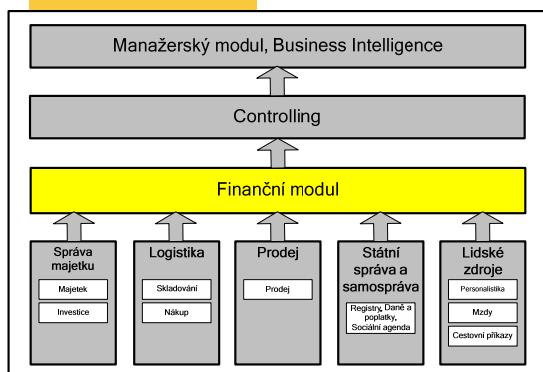 Manažerský modul, Business Intelligence
Controlling
Finanční modul
Správa
majetku
Majetek
Investice
Logistika
Skladování
Nákup
Prodej
Prodej
Státní
správa a
samospráva
Registry, Daně a
poplatky,
Sociální agenda
Lidské
zdroje
Personalistika
Mzdy
Cestovní příkazy